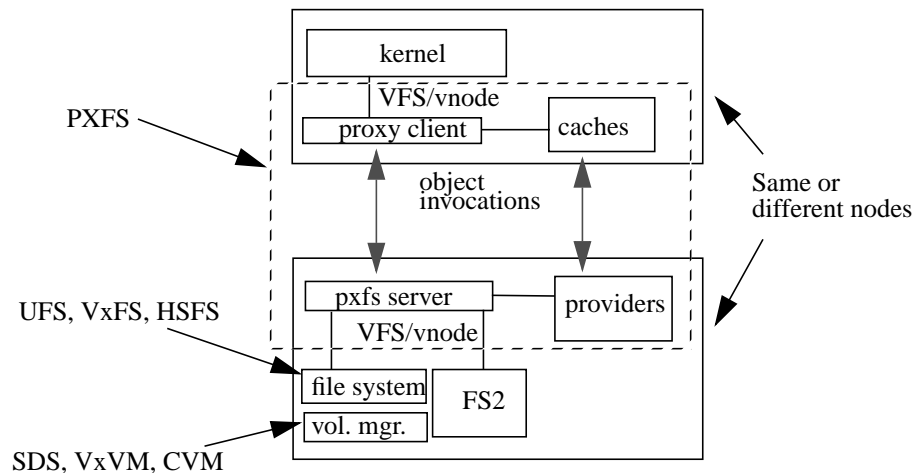 kernel
VFS/vnode
PXFS
proxy client
caches
object
invocations
Same or
different nodes
pxfs server
providers
UFS, VxFS, HSFS
VFS/vnode
file system
FS2
vol. mgr.
SDS, VxVM, CVM